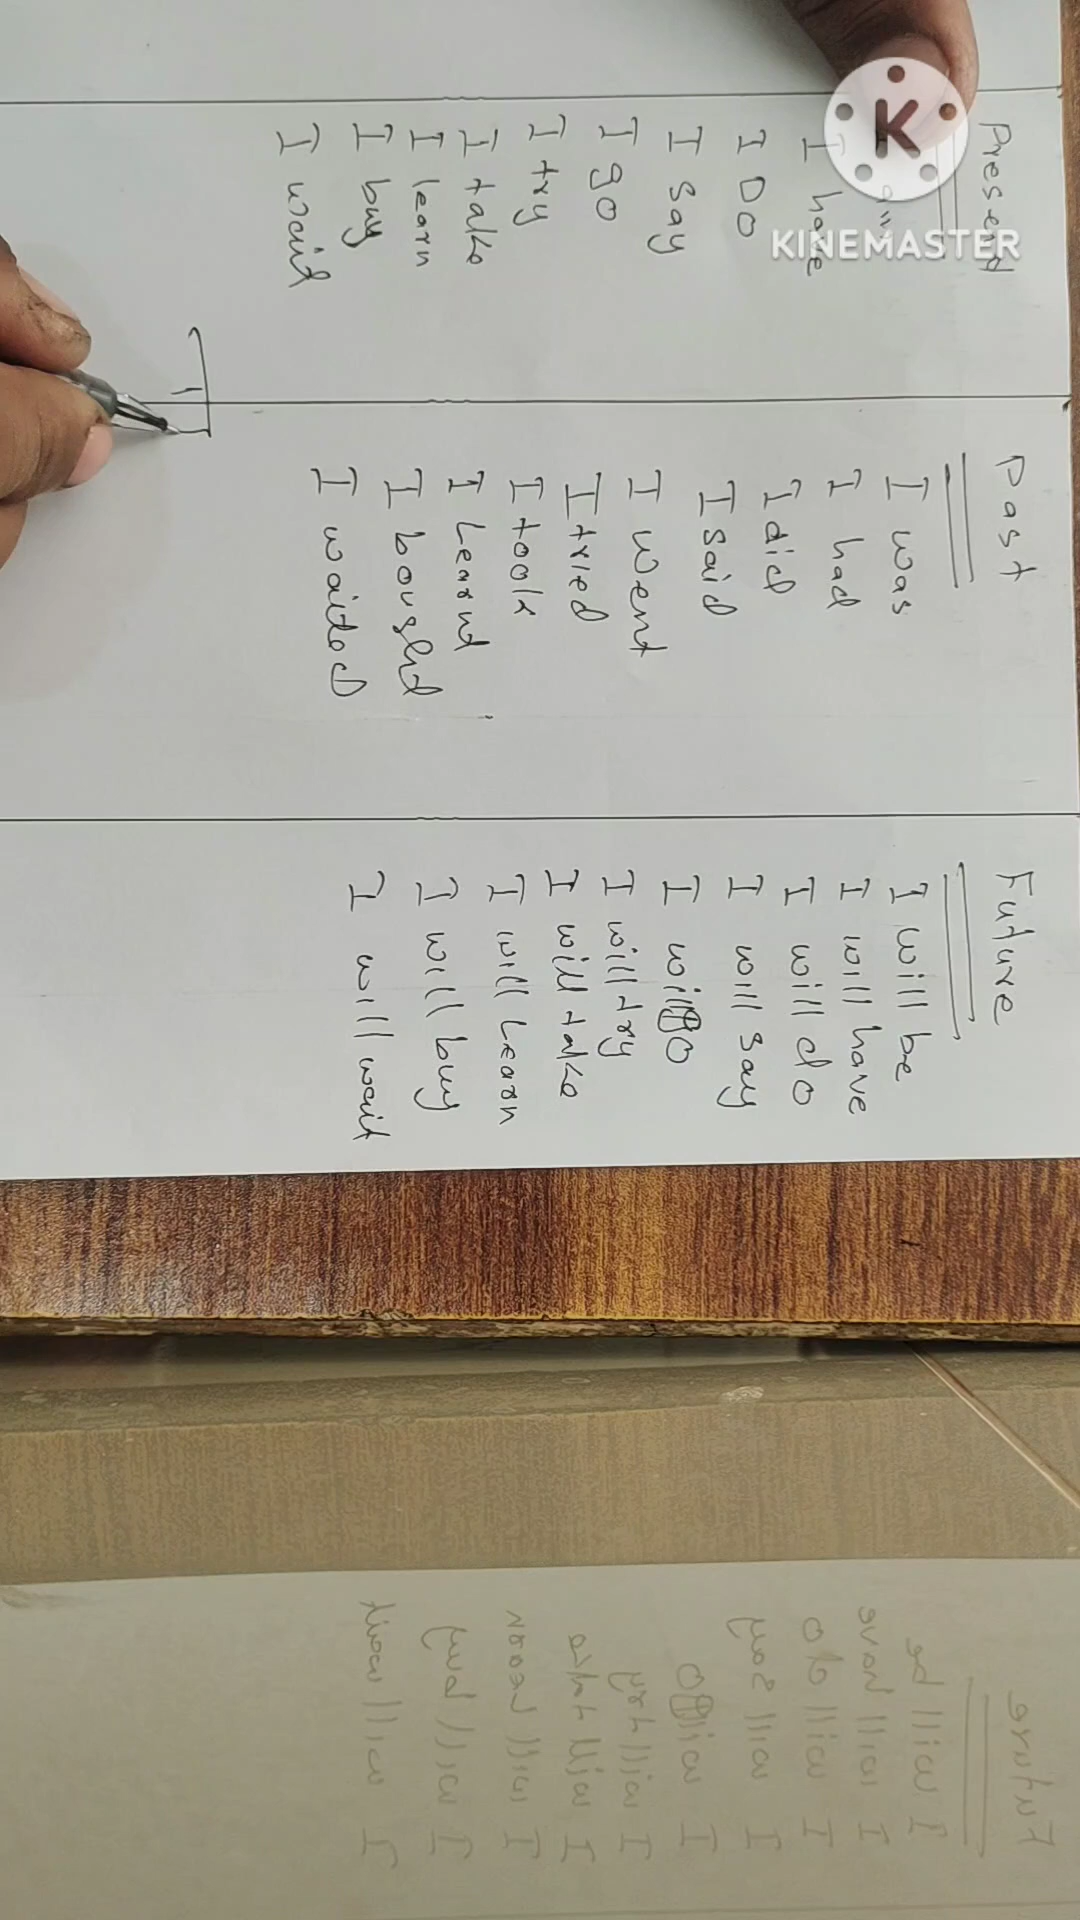 Present
Past
Future
I am
I was
I will be
I have
I had
I will have
I Do
I did
I will do
I say
I said
I will say
I go
I went
I will go
I try
I tried
I will try
I take
I took
I will take
I learn
I Learnt
I will Learn
I buy
I bought
I will buy
I wait
I waited
I will wait
KINEMASTER